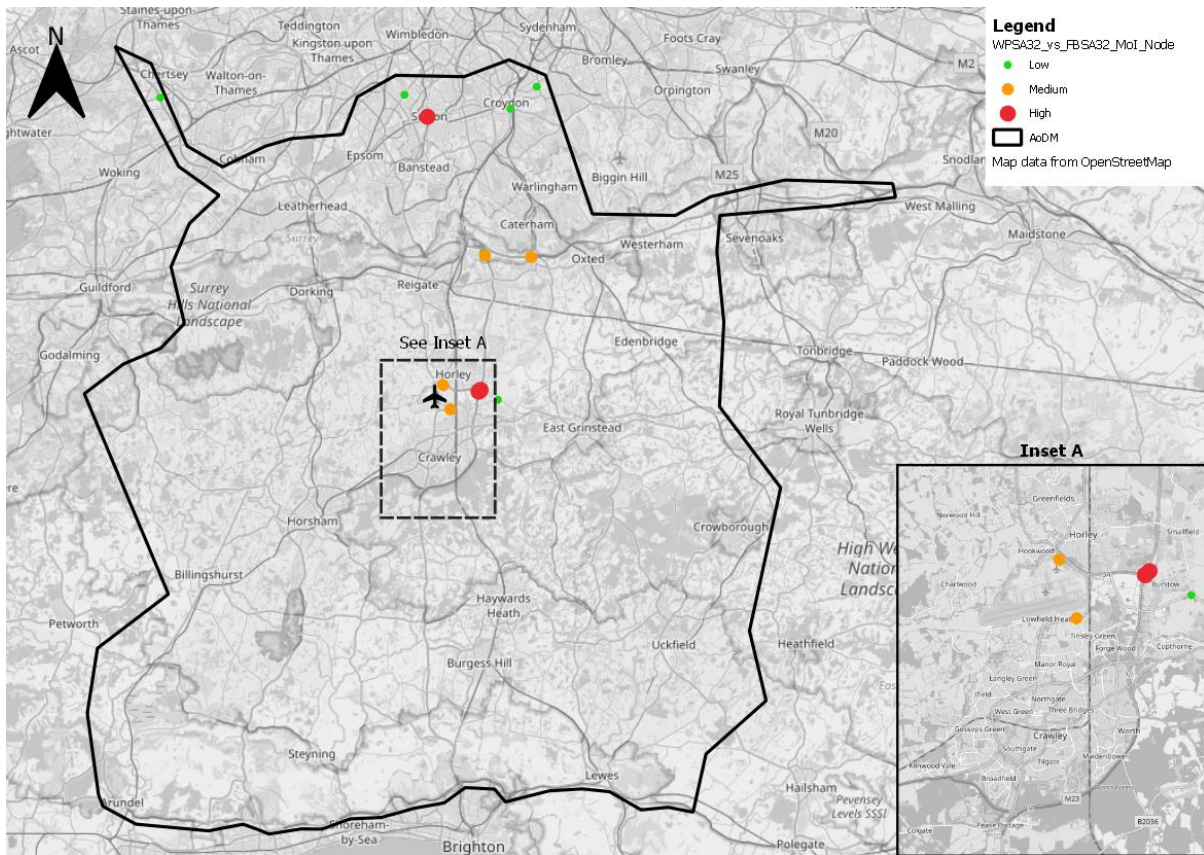 Staines-upon-
Thames
Teddington
Kingston upon
Thames
Wimbledon
Sydenham
Foots Cray
Bromley
Swanley
Orpington
Ascot
N
Chertsey
Walton-on-
Thames
Croydon
Epsom
Banstead
Cobham
Woking
Warlingham
Biggin Hill
M2
M20
M25
Snodland
West Malling
Maidstone
Leatherhead
Surrey
Caterham
Westerham
Oxted
Sevenoaks
Guildford
Surrey
Hills National
Landscape
Dorking
Reigate
Godalming
See Inset A
Horley
Edenbridge
Tonbridge
Paddock Wood
East Grinstead
Royal Tunbridge
Wells
Crawley
Horsham
Crowborough
Billingshurst
Haywards
Heath
Petworth
Uckfield
Heathfield
Burgess Hill
Steyning
Lewes
Hailsham
Pevensey
Levels SSSI
Arundel
Shoreham-
by-Sea
Brighton
Polegate
Legend
WPSA32_vs_FBSA32_MoI_Node
Low
Medium
High
AoDM
Map data from OpenStreetMap
Inset A
Greenfields
Norwood Hill
Horley
Smallfield
Hookwood
Charlwood
Burstow
Lowfield Heath
Tinsley Green
Forge Wood
Copthorne
Manor Royal
Langley Green
Ifield
Northgate
West Green
Three Bridges
Gossops Green
Crawley
Worth
Southgate
Tilgate
Maidenbower
Kilnwood Vale
Broadfield
M23
Pease Pottage
Colgate
B2036